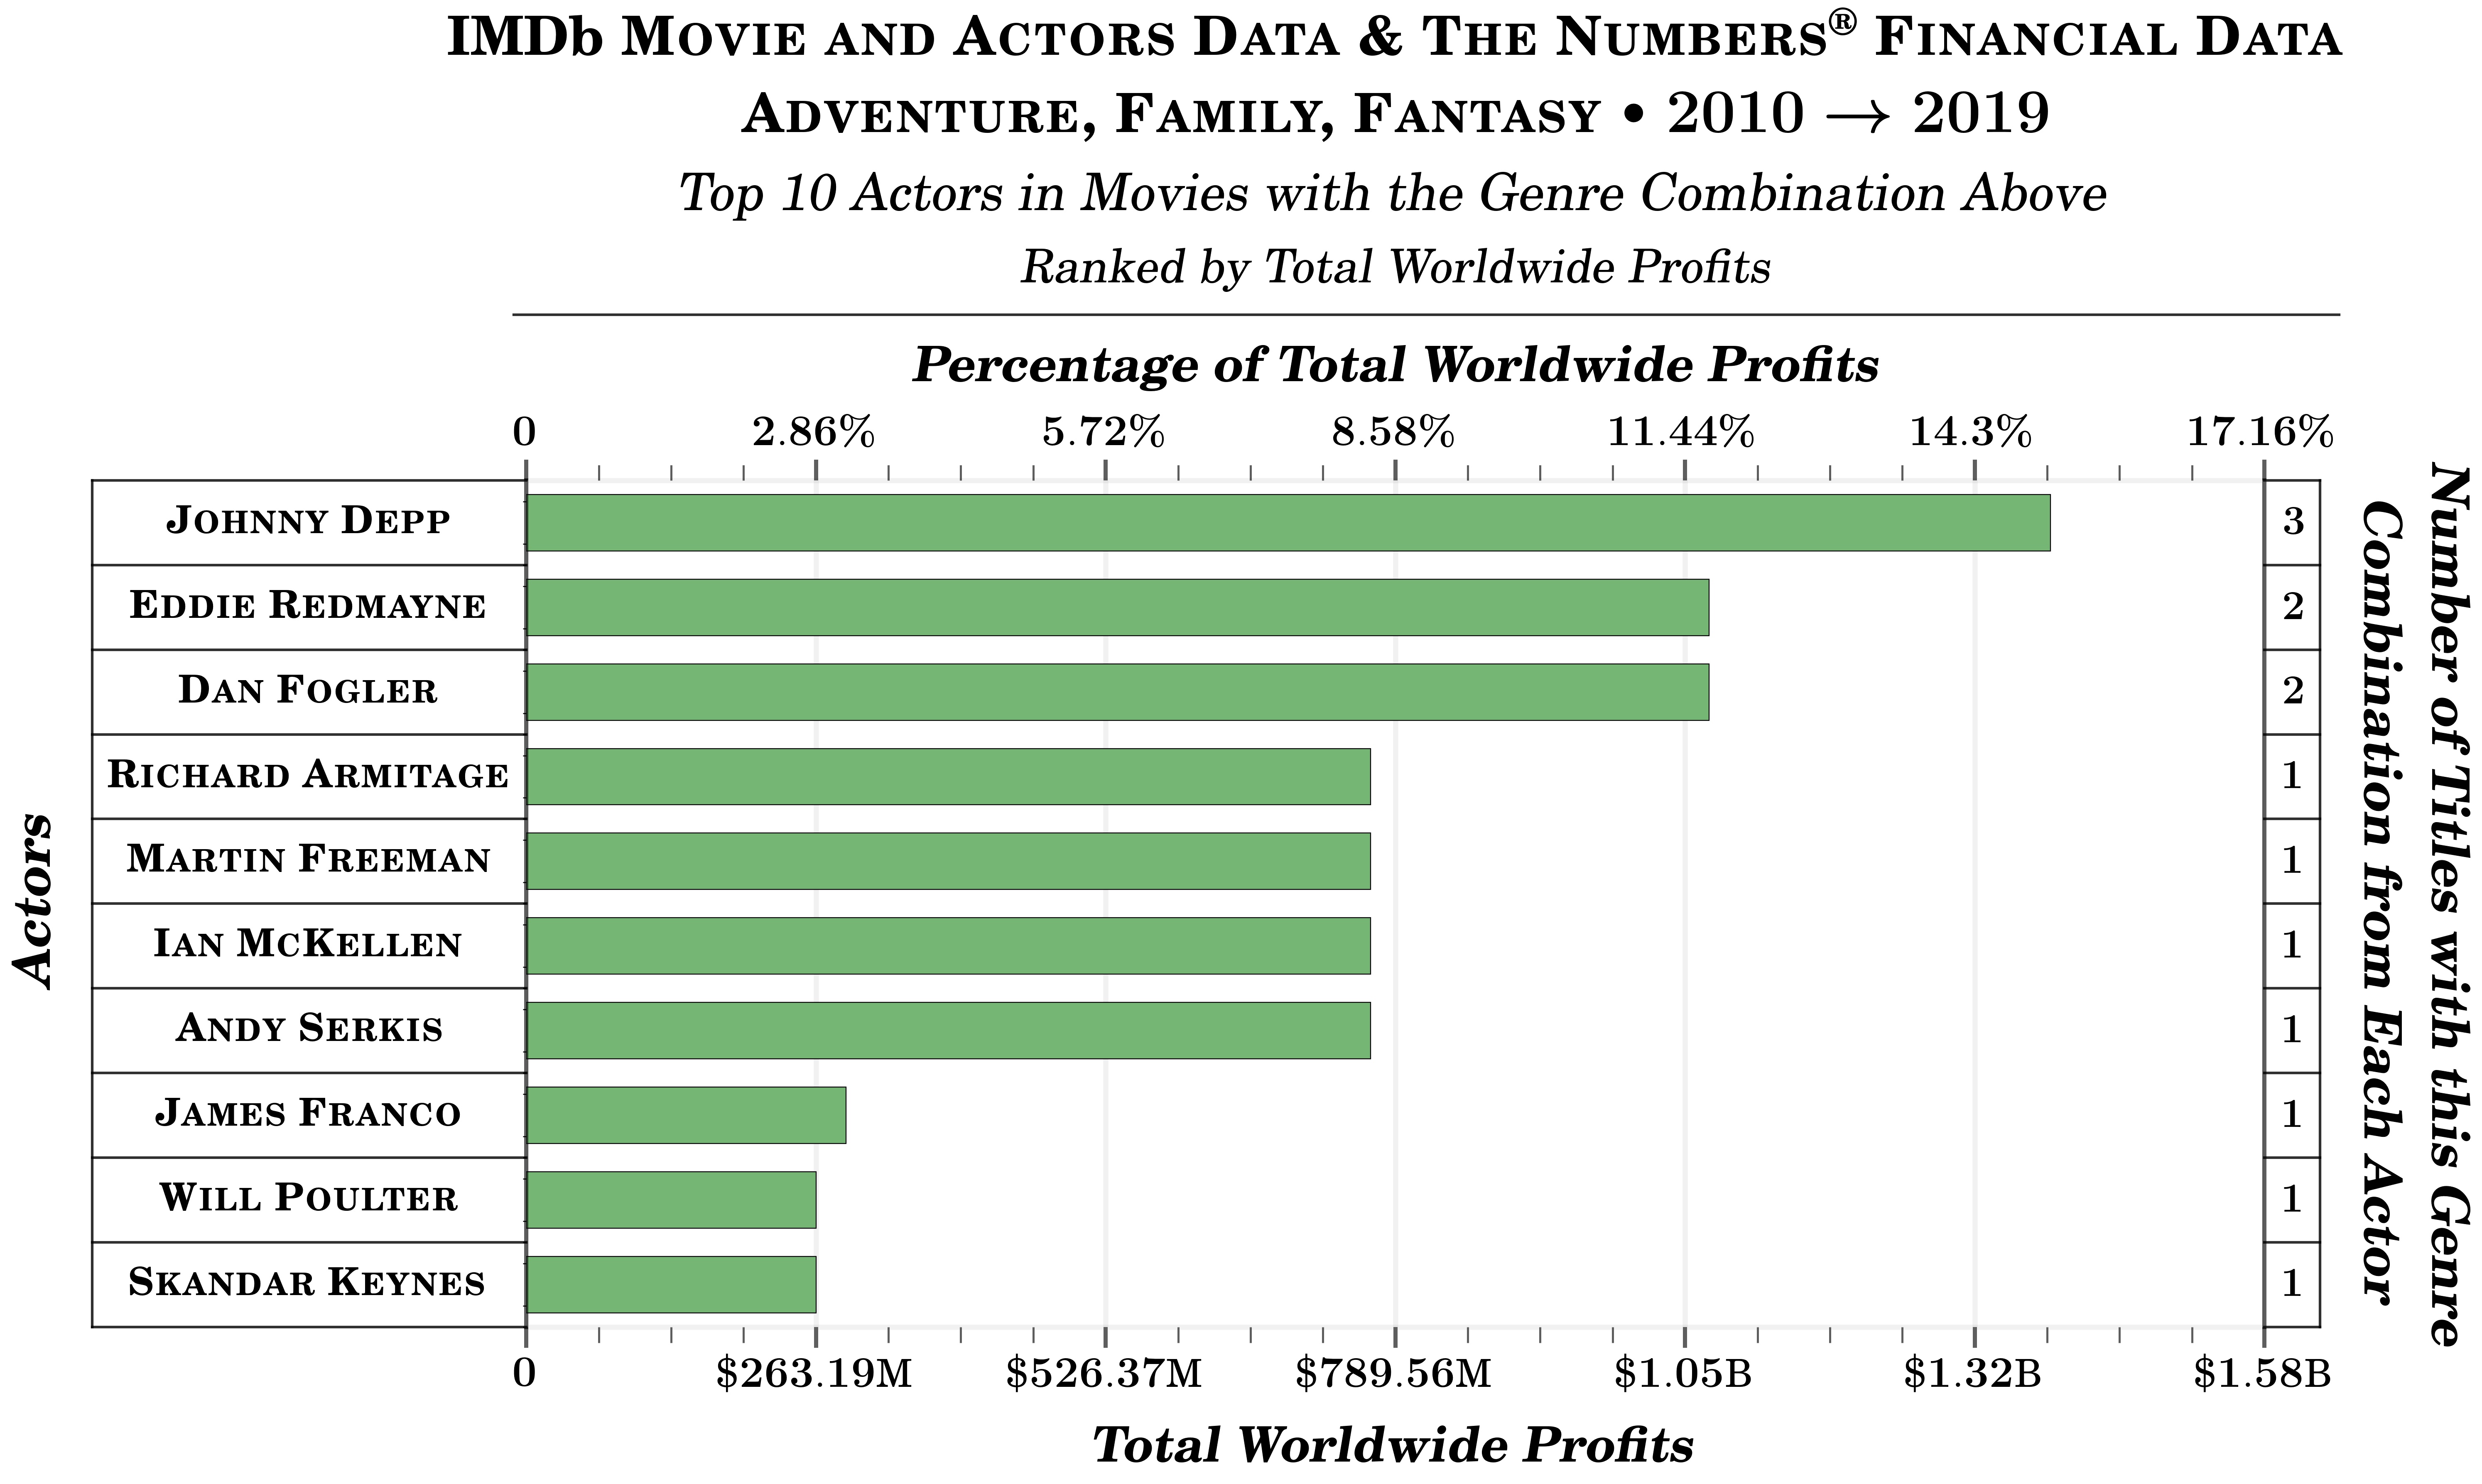 IMDb Movie and Actors Data & The Numbers® Financial Data
Adventure, Family, Fantasy • 2010 → 2019
Top 10 Actors in Movies with the Genre Combination Above
Ranked by Total Worldwide Profits
Percentage of Total Worldwide Profits
0 2.86% 5.72% 8.58% 11.44% 14.3% 17.16%
Actors
Johnny Depp 3
Eddie Redmayne 2
Dan Fogler 2
Richard Armitage 1
Martin Freeman 1
Ian McKellen 1
Andy Serkis 1
James Franco 1
Will Poulter 1
Skandar Keynes 1
Number of Titles with this Genre
Combination from Each Actor
0 $263.19M $526.37M $789.56M $1.05B $1.32B $1.58B
Total Worldwide Profits